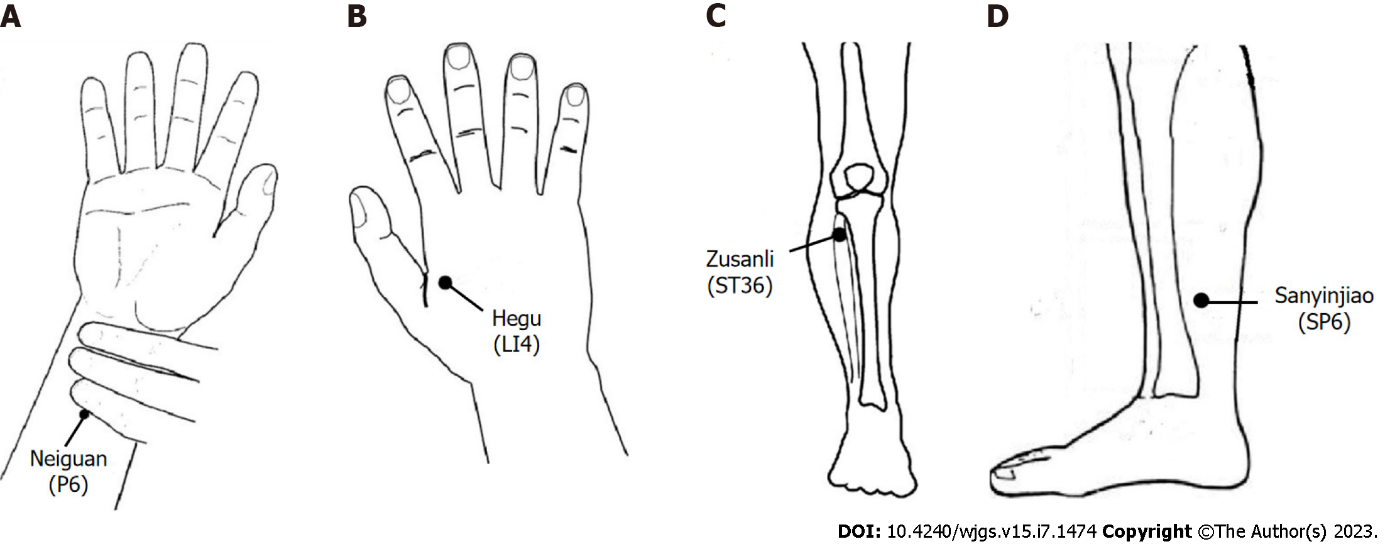 A
B
C
D
Neiguan
(P6)
Hegu
(LI4)
Zusanli
(ST36)
Sanyinjiao
(SP6)
DOI: 10.4240/wjgs.v15.i7.1474 Copyright ©The Author(s) 2023.